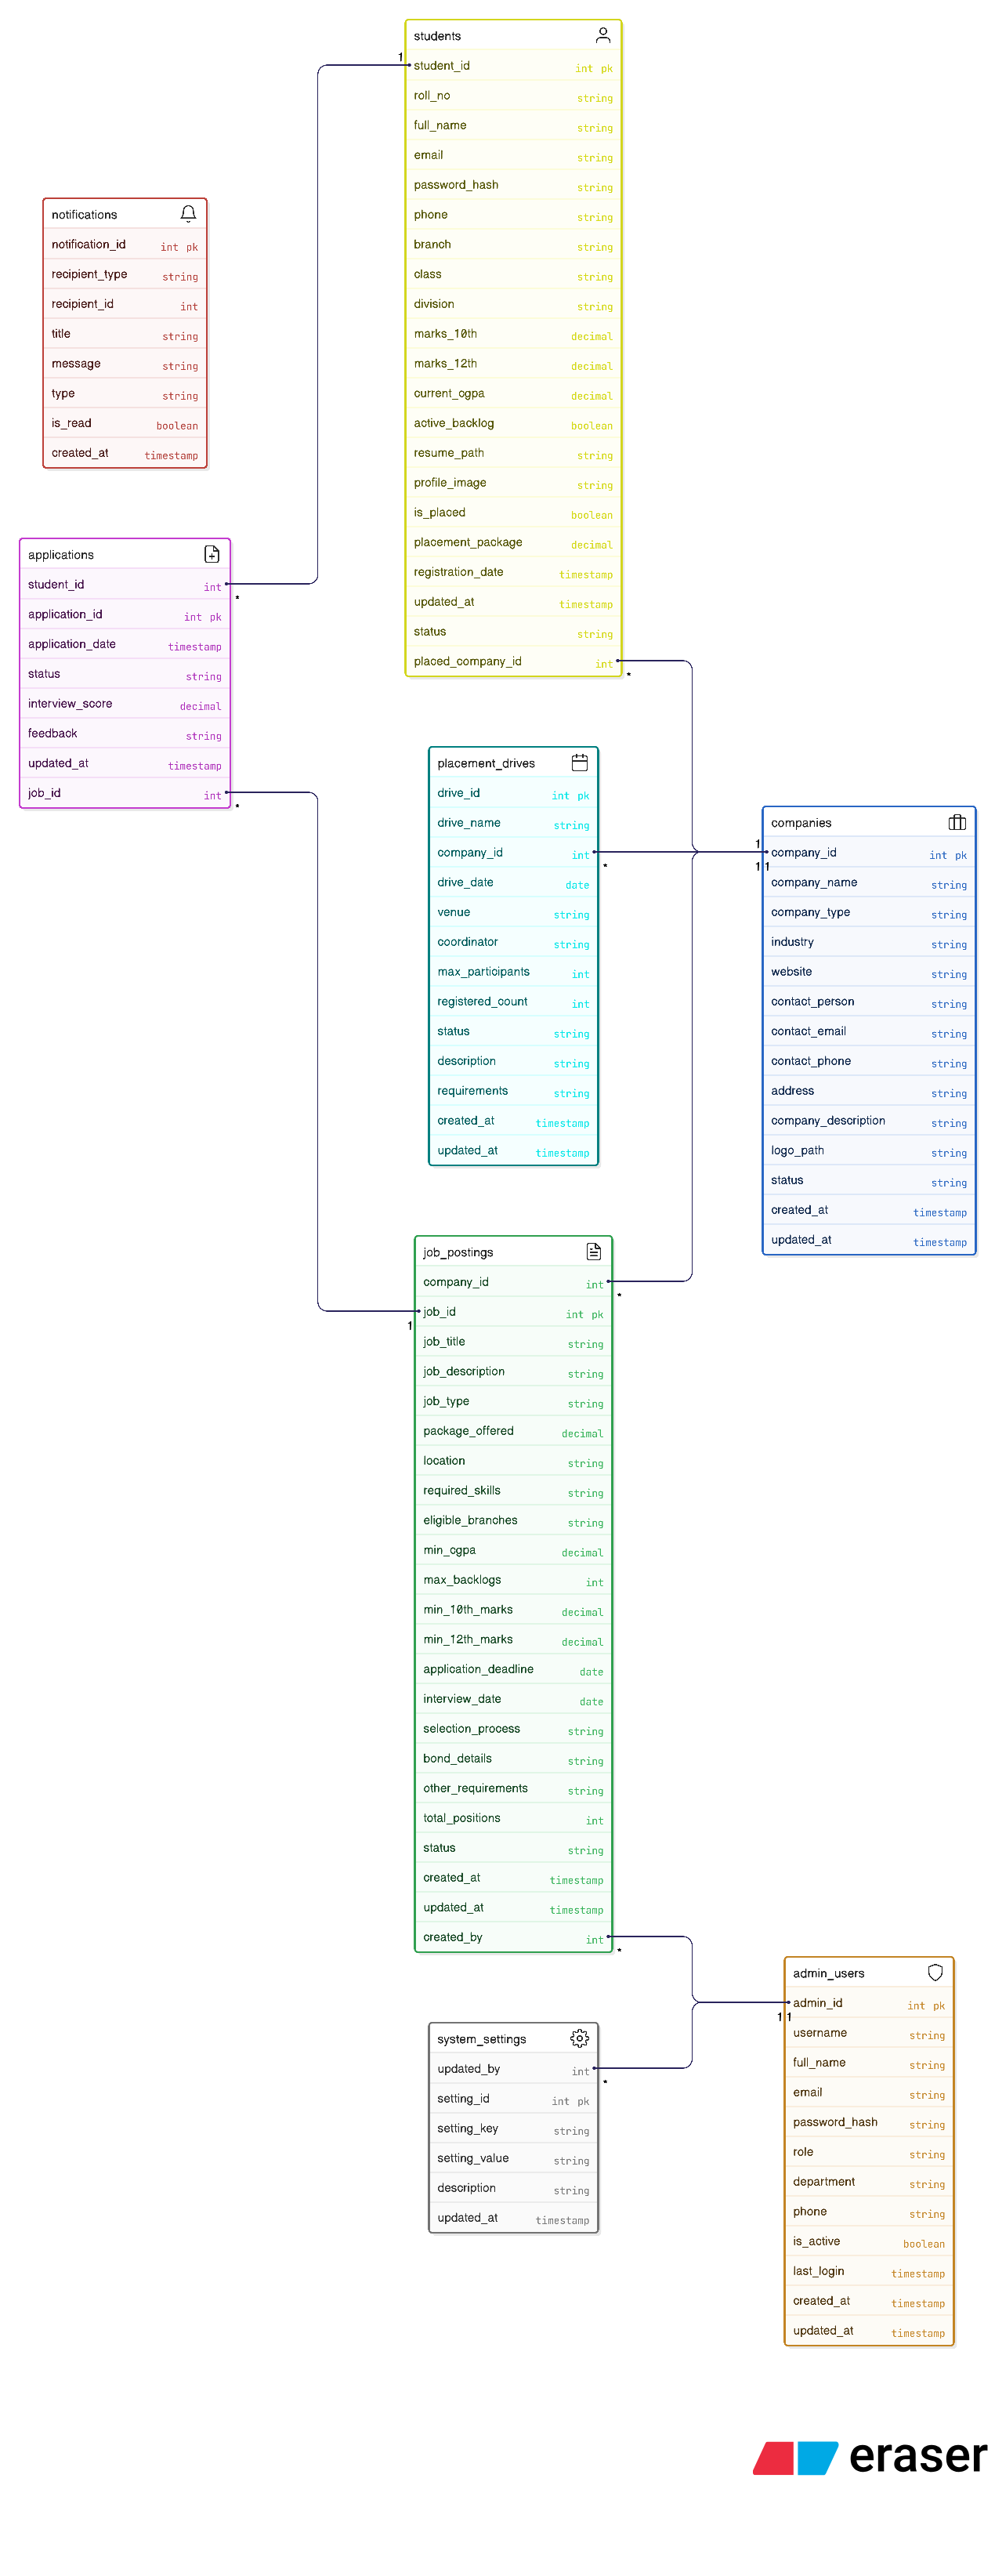 students
student_id int pk
roll_no string
full_name string
email string
password_hash string
phone string
branch string
class string
division string
marks_10th decimal
marks_12th decimal
current_cgpa decimal
active_backlog boolean
resume_path string
profile_image string
is_placed boolean
placement_package decimal
registration_date timestamp
updated_at timestamp
status string
placed_company_id int
1
*
notifications
notification_id int pk
recipient_type string
recipient_id int
title string
message string
type string
is_read boolean
created_at timestamp
applications
student_id int
*
application_id int pk
application_date timestamp
status string
interview_score decimal
feedback string
updated_at timestamp
job_id int
*
placement_drives
drive_id int pk
drive_name string
company_id int
*
drive_date date
venue string
coordinator string
max_participants int
registered_count int
status string
description string
requirements string
created_at timestamp
updated_at timestamp
companies
1
company_id int pk
1 1
company_name string
company_type string
industry string
website string
contact_person string
contact_email string
contact_phone string
address string
company_description string
logo_path string
status string
created_at timestamp
updated_at timestamp
job_postings
company_id int
*
job_id int pk
1
job_title string
job_description string
job_type string
package_offered decimal
location string
required_skills string
eligible_branches string
min_cgpa decimal
max_backlogs int
min_10th_marks decimal
min_12th_marks decimal
application_deadline date
interview_date date
selection_process string
bond_details string
other_requirements string
total_positions int
status string
created_at timestamp
updated_at timestamp
created_by int
*
admin_users
admin_id int pk
1 1
username string
full_name string
email string
password_hash string
role string
department string
phone string
is_active boolean
last_login timestamp
created_at timestamp
updated_at timestamp
system_settings
updated_by int
*
setting_id int pk
setting_key string
setting_value string
description string
updated_at timestamp
eraser